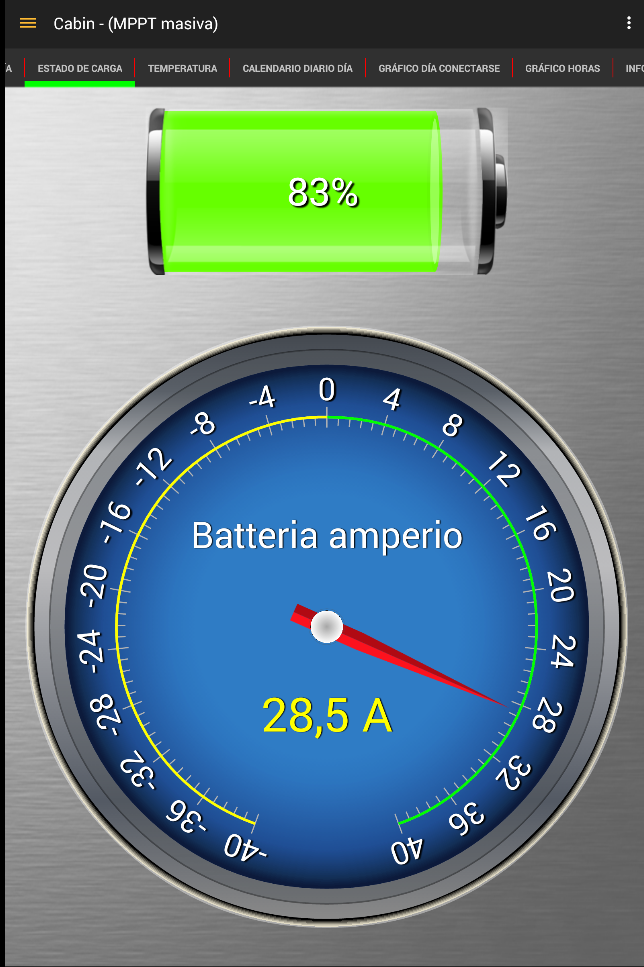 Cabin - (MPPT masiva)
ÍA ESTADO DE CARGA TEMPERATURA CALENDARIO DIARIO DÍA GRÁFICO DÍA CONECTARSE GRÁFICO HORAS INFO
83%
-40 -36 -32 -28 -24 -20 -16 -12 -8 -4 0 4 8 12 16 20 24 28 32 36 40
Batteria amperio
28,5 A